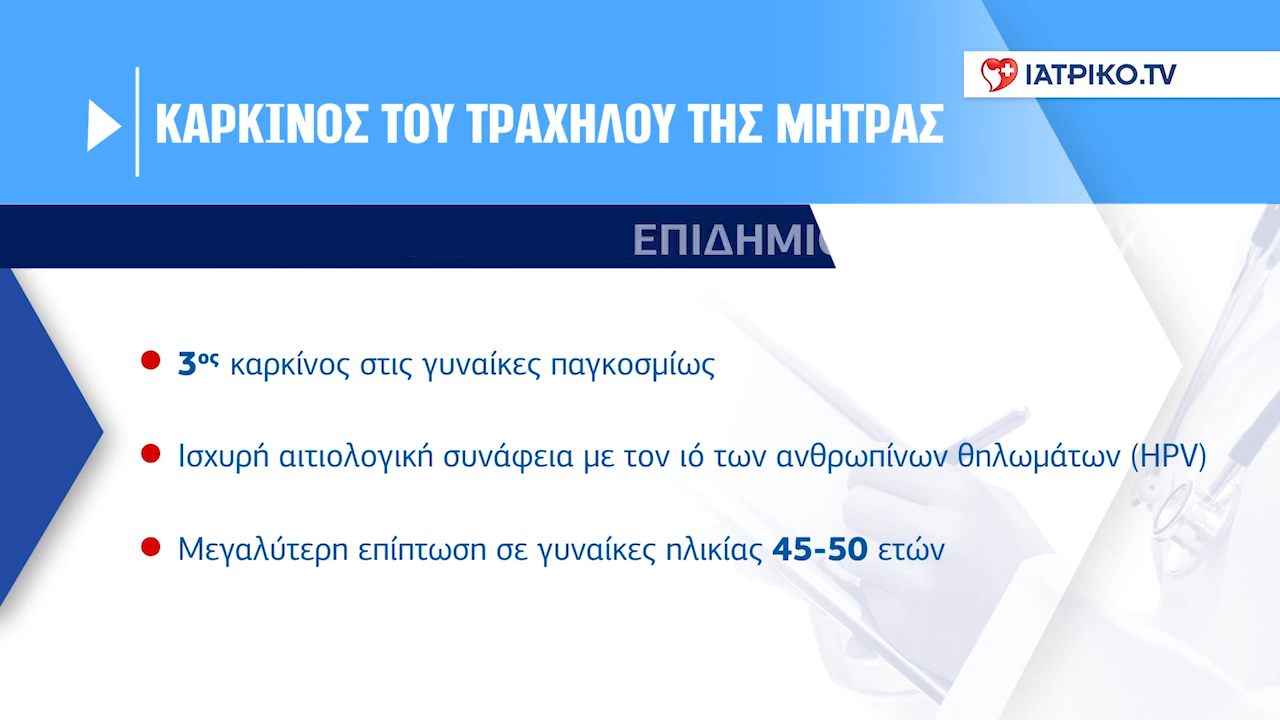 ΙΑΤΡΙΚΟ.TV
ΚΑΡΚΙΝΟΣ ΤΟΥ ΤΡΑΧΗΛΟΥ ΤΗΣ ΜΗΤΡΑΣ
3ος καρκίνος στις γυναίκες παγκοσμίως
Ισχυρή αιτιολογική συνάφεια με τον ιό των ανθρωπίνων θηλωμάτων (HPV)
Μεγαλύτερη επίπτωση σε γυναίκες ηλικίας 45-50 ετών